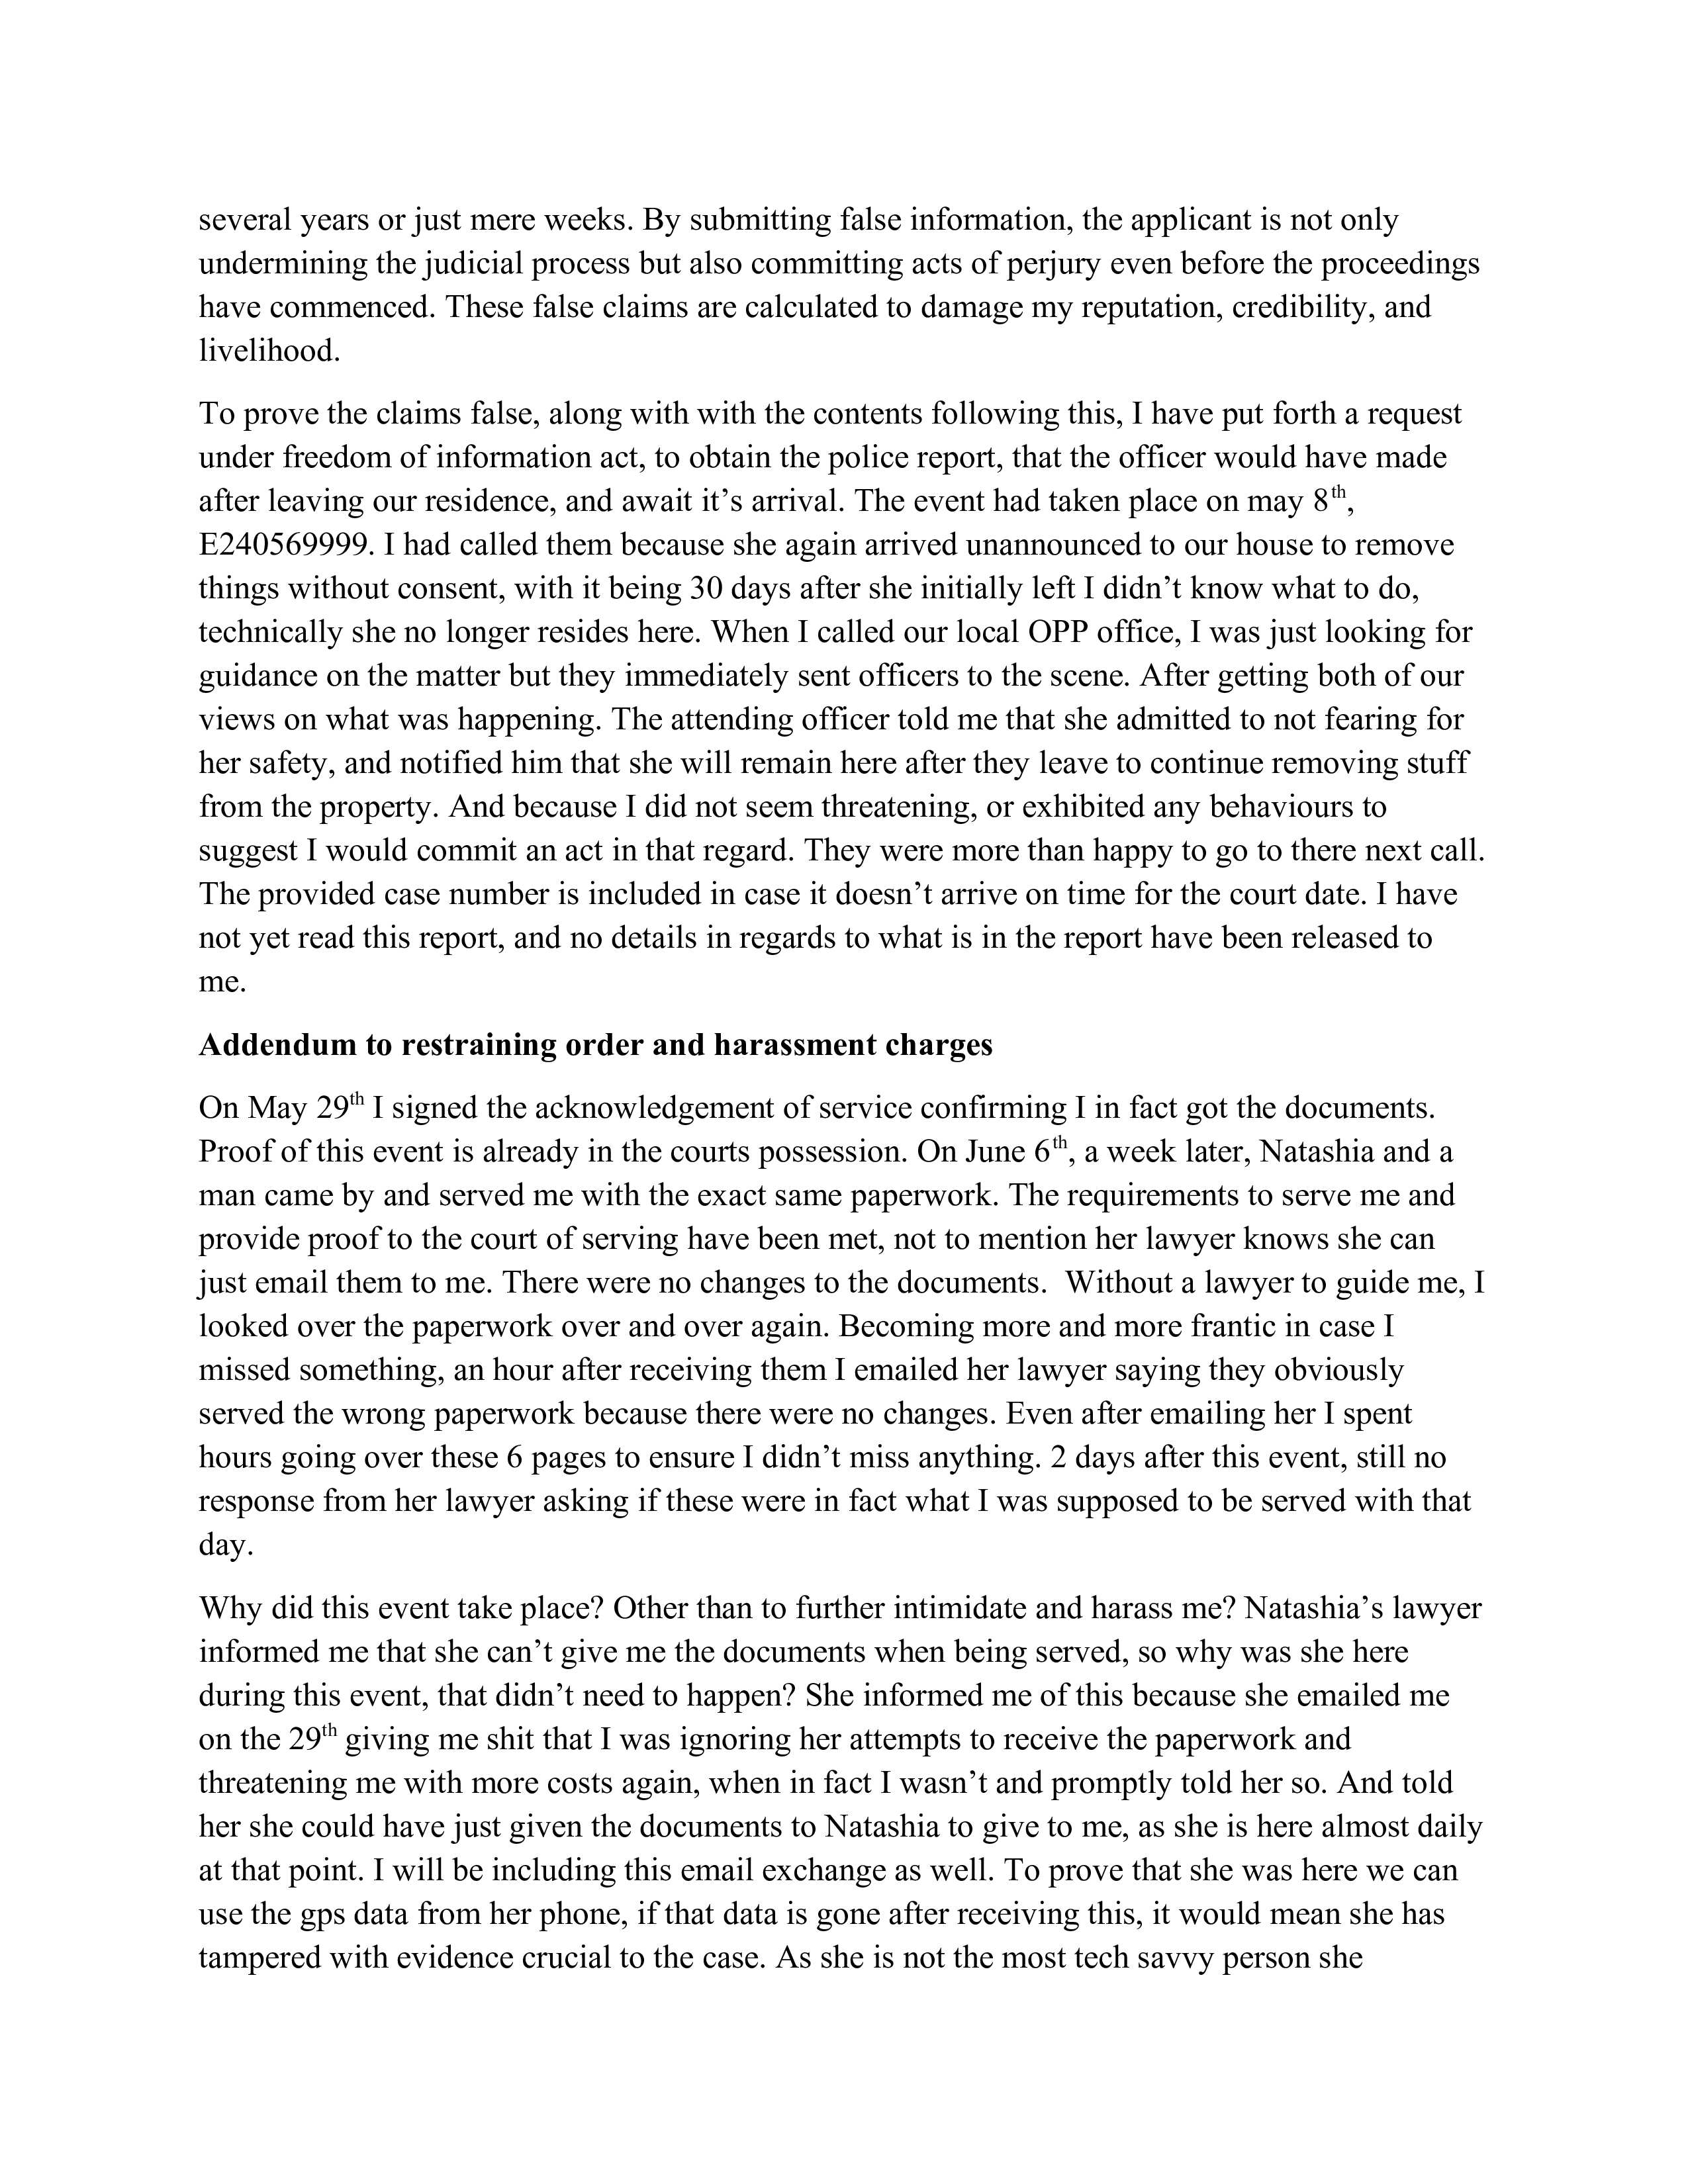 several years or just mere weeks. By submitting false information, the applicant is not only
undermining the judicial process but also committing acts of perjury even before the proceedings
have commenced. These false claims are calculated to damage my reputation, credibility, and
livelihood.
To prove the claims false, along with with the contents following this, I have put forth a request
under freedom of information act, to obtain the police report, that the officer would have made
after leaving our residence, and await it’s arrival. The event had taken place on may 8th,
E240569999. I had called them because she again arrived unannounced to our house to remove
things without consent, with it being 30 days after she initially left I didn’t know what to do,
technically she no longer resides here. When I called our local OPP office, I was just looking for
guidance on the matter but they immediately sent officers to the scene. After getting both of our
views on what was happening. The attending officer told me that she admitted to not fearing for
her safety, and notified him that she will remain here after they leave to continue removing stuff
from the property. And because I did not seem threatening, or exhibited any behaviours to
suggest I would commit an act in that regard. They were more than happy to go to there next call.
The provided case number is included in case it doesn’t arrive on time for the court date. I have
not yet read this report, and no details in regards to what is in the report have been released to
me.
Addendum to restraining order and harassment charges
On May 29th I signed the acknowledgement of service confirming I in fact got the documents.
Proof of this event is already in the courts possession. On June 6th, a week later, Natashia and a
man came by and served me with the exact same paperwork. The requirements to serve me and
provide proof to the court of serving have been met, not to mention her lawyer knows she can
just email them to me. There were no changes to the documents.  Without a lawyer to guide me, I
looked over the paperwork over and over again. Becoming more and more frantic in case I
missed something, an hour after receiving them I emailed her lawyer saying they obviously
served the wrong paperwork because there were no changes. Even after emailing her I spent
hours going over these 6 pages to ensure I didn’t miss anything. 2 days after this event, still no
response from her lawyer asking if these were in fact what I was supposed to be served with that
day.
Why did this event take place? Other than to further intimidate and harass me? Natashia’s lawyer
informed me that she can’t give me the documents when being served, so why was she here
during this event, that didn’t need to happen? She informed me of this because she emailed me
on the 29th giving me shit that I was ignoring her attempts to receive the paperwork and
threatening me with more costs again, when in fact I wasn’t and promptly told her so. And told
her she could have just given the documents to Natashia to give to me, as she is here almost daily
at that point. I will be including this email exchange as well. To prove that she was here we can
use the gps data from her phone, if that data is gone after receiving this, it would mean she has
tampered with evidence crucial to the case. As she is not the most tech savvy person she